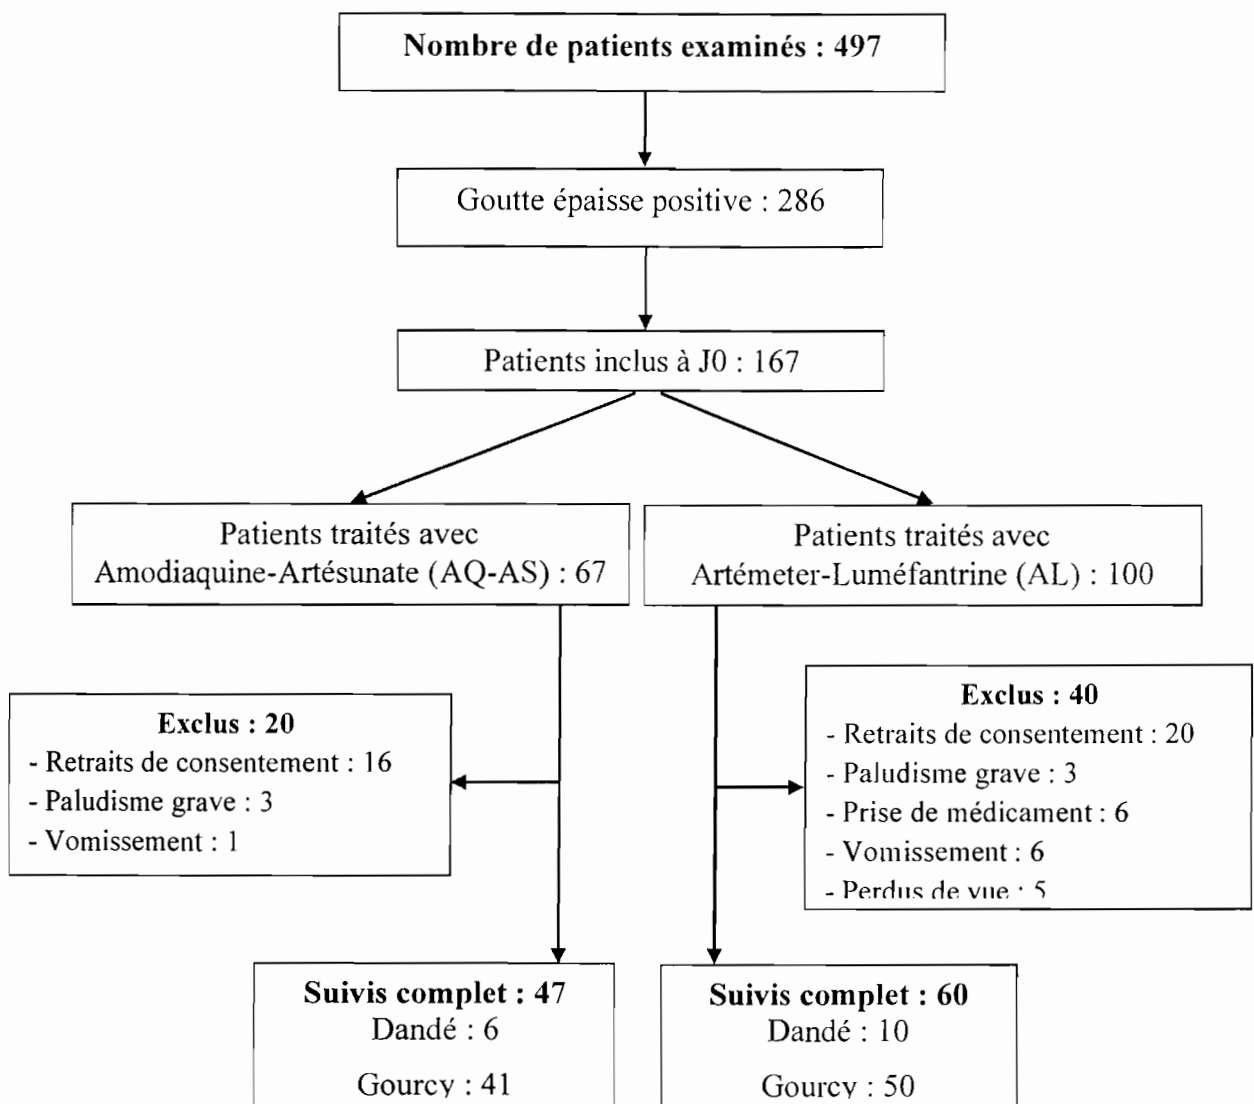 Nombre de patients examinés : 497
Goutte épaisse positive : 286
Patients inclus à J0 : 167
Patients traités avec
Amodiaquine-Artésunate (AQ-AS) : 67
Patients traités avec
Artémeter-Luméfantrine (AL) : 100
Exclus : 20
- Retraits de consentement : 16
- Paludisme grave : 3
- Vomissement : 1
Exclus : 40
- Retraits de consentement : 20
- Paludisme grave : 3
- Prise de médicament : 6
- Vomissement : 6
- Perdus de vue : 5
Suivis complet : 47
Dandé : 6
Gourcy : 41
Suivis complet : 60
Dandé : 10
Gourcy : 50